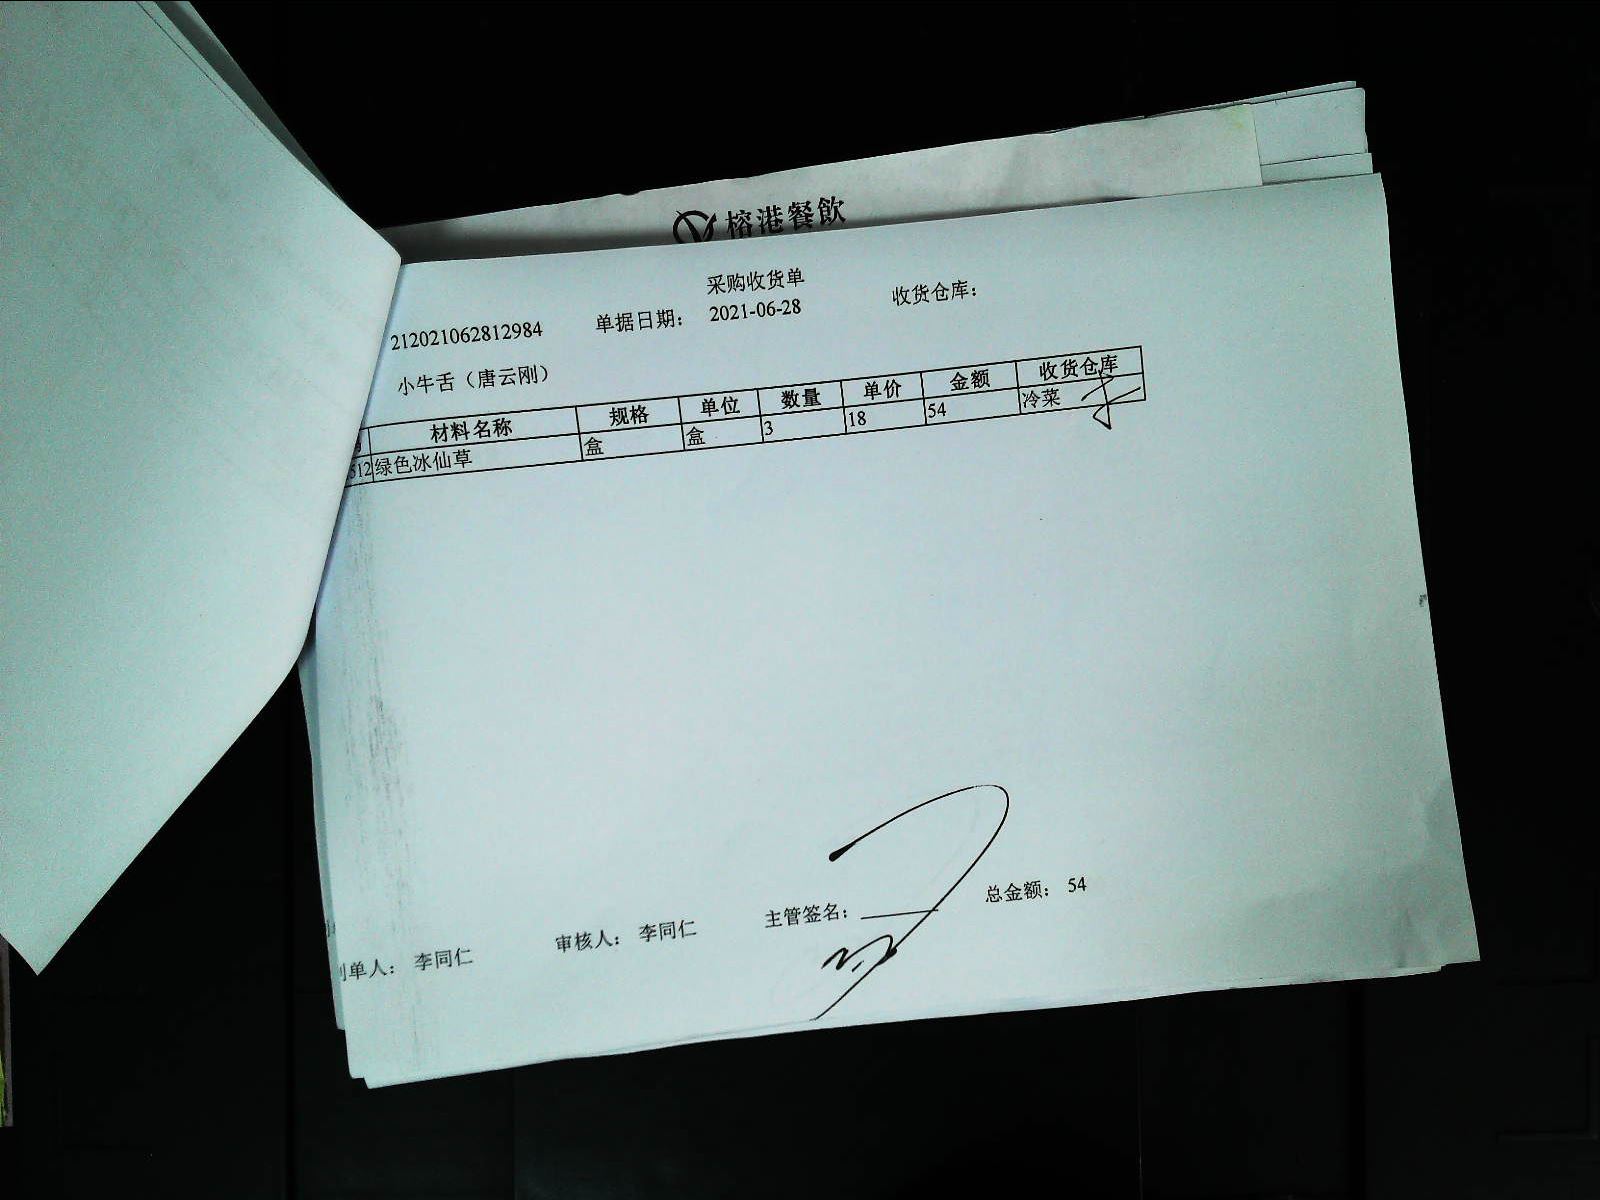 榕港餐飲
采购收货单
212021062812984 单据日期： 2021-06-28 收货仓库：
小牛舌（唐云刚）
材料名称 规格 单位 数量 单价 金额 收货仓库
512 绿色冰仙草 盒 盒 3 18 54 冷菜
单人： 李同仁 审核人： 李同仁 主管签名： 总金额： 54